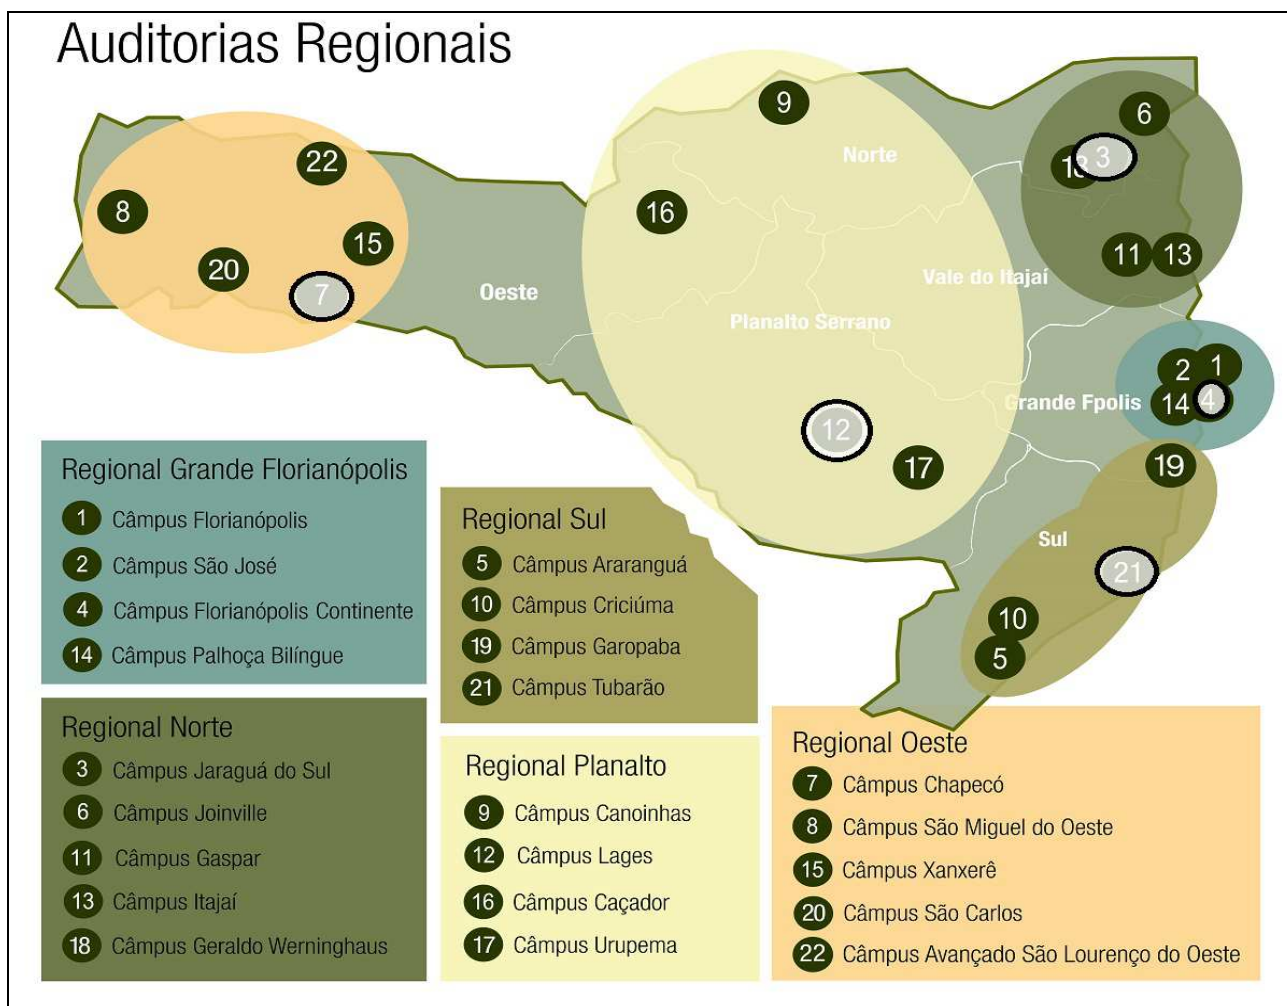 Auditorias Regionais
9
6
Norte
3
18
22
8
16
15
20
11
13
7
Oeste
Vale do Itajaí
Planalto Serrano
2
1
14
4
Grande Fpolis
12
17
19
Sul
21
10
5
Regional Grande Florianópolis
1 Câmpus Florianópolis
2 Câmpus São José
4 Câmpus Florianópolis Continente
14 Câmpus Palhoça Bilíngue
Regional Sul
5 Câmpus Araranguá
10 Câmpus Criciúma
19 Câmpus Garopaba
21 Câmpus Tubarão
Regional Norte
3 Câmpus Jaraguá do Sul
6 Câmpus Joinville
11 Câmpus Gaspar
13 Câmpus Itajaí
18 Câmpus Geraldo Werninghaus
Regional Planalto
9 Câmpus Canoinhas
12 Câmpus Lages
16 Câmpus Caçador
17 Câmpus Urupema
Regional Oeste
7 Câmpus Chapecó
8 Câmpus São Miguel do Oeste
15 Câmpus Xanxerê
20 Câmpus São Carlos
22 Câmpus Avançado São Lourenço do Oeste